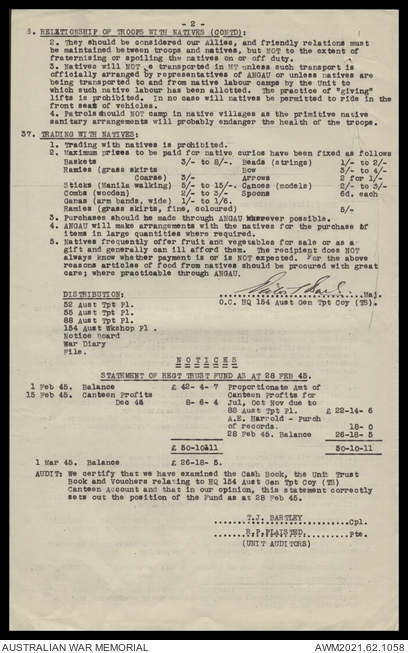 - 2 -
6. RELATIONSHIP OF TROOPS WITH NATIVES (CONTD):
2. They should be considered our Allies, and friendly relations must
be maintained between troops and natives, but NOT to the extent of
fraternising or spoiling the natives on or off duty.
3. Natives will NOT e transported in MT unless such transport is
officially arranged by representatives of ANGAU or unless natives are
being transported to and from native labour camps by the Unit to
which such native labour has been allotted. The practice of "giving"
lifts is prohibited. In no case will natives be permitted to ride in the
front seat of vehicles.
4. Patrols should NOT camp in native villages as the primitive native
sanitary arrangements will probably endanger the health of the troops.
37. TRADING WITH NATIVES:
1. Trading with natives is prohibited.
2. Maximum prices to be paid for native curios have been fixed as follows
Baskets 3/- to 8/-. Beads (strings) 1/- to 2/-
Ramies (grass skirts Bow 3/- to 4/-
Coarse) 3/- Arrows 2 for 1/-
Sticks (Manila walking) 5/- to 15/-. Canoes (models) 2/- to 3/-
Combs (wooden) 2/- to 3/- Spoons 6d. each
Ganas (arm bands, wide) 1/- to 1/6.
Ramies (grass skirts, fine, coloured) 5/-
3. Purchases should be made through ANGAU wherever possible.
4. ANGAU will make arrangements with the natives for the purchase of
items in large quantities where required.
5. Natives frequently offer fruit and vegetables for sale or as a
gift and generally can ill afford them. The recipient does NOT
always know whether payment is or is NOT expected. For the above
reasons articles of food from natives should be procured with great
care; where practicable through ANGAU.
DISTRIBUTION: Maj.
52 Aust Tpt Pl. O.C. HQ 154 Aust Gen Tpt Coy (TS).
55 Aust Tpt Pl.
88 Aust Tpt Pl.
154 Aust Wkshop Pl .
Notice Board
War Diary
File.
N O T I C E S
STATEMENT OF REGT TRUST FUND AS AT 28 FEB 45.
1 Feb 45. Balance £ 42- 4- 7 Proportionate Amt of
15 Feb 45. Canteen Profits Canteen Profits for
Dec 44 8- 6- 4 Jul, Oct Nov due to
88 Aust Tpt Pl. £ 22-14- 6
A.E. Harrold - Purch
of records. 18- 0
28 Feb 45. Balance 26-18- 5
£ 50-10-11 50-10-11
1 Mar 45. Balance £ 26-18- 5.
AUDIT: We certify that we have examined the Cash Book, the Unit Trust
Book and Vouchers relating to HQ 154 Aust Gen Tpt Coy (TS)
Canteen Account and that in our opinion, this statement correctly
sets out the position of the Fund as at 28 Feb 45.
T.J. BARTLEY Cpl.
R.P. PLAISTED. Pte.
(UNIT AUDITORS)
AUSTRALIAN WAR MEMORIAL AWM2021.62.1058